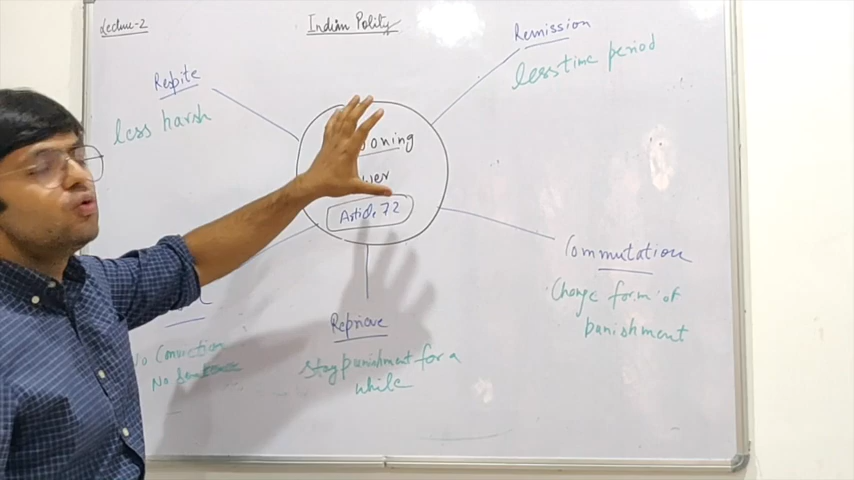 Lecture-2
Indian Polity
Remission
less time period
Respite
less harsh
Article 72
Commutation
Change form of
punishment
Reprieve
stay punishment for a
while
Conviction
No